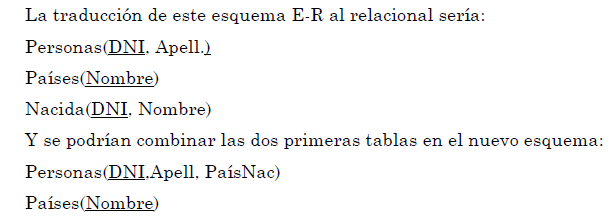 La traducción de este esquema E-R al relacional sería:
Personas(DNI, Apell.)
Países(Nombre)
Nacida(DNI, Nombre)
Y se podrían combinar las dos primeras tablas en el nuevo esquema:
Personas(DNI,Apell, PaísNac)
Países(Nombre)